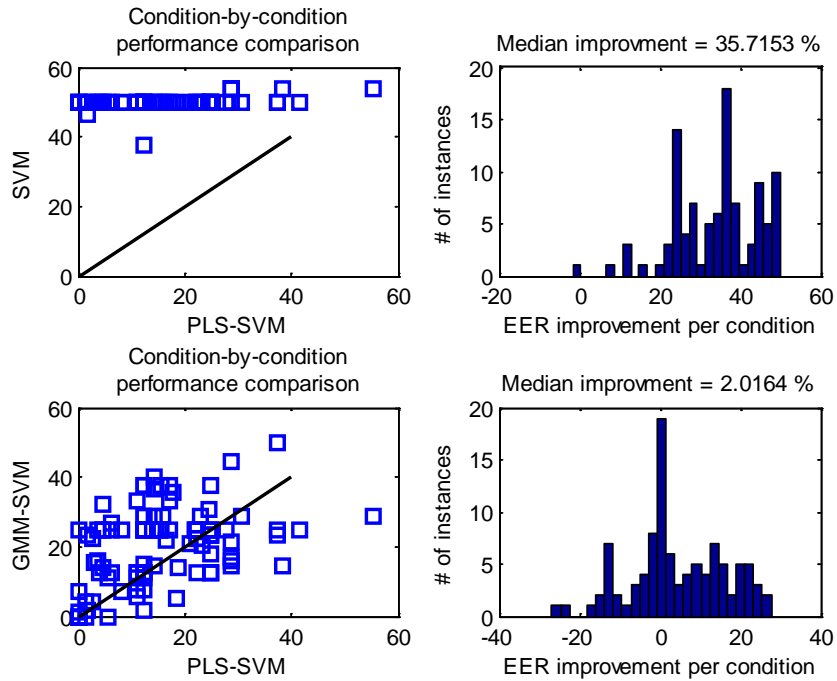 Condition-by-condition
performance comparison
60
40
20
0
SVM
0 20 40 60
PLS-SVM
Median improvment = 35.7153 %
20
15
10
5
0
# of instances
-20 0 20 40 60
EER improvement per condition
Condition-by-condition
performance comparison
60
40
20
0
GMM-SVM
0 20 40 60
PLS-SVM
Median improvment = 2.0164 %
20
15
10
5
0
# of instances
-40 -20 0 20 40
EER improvement per condition